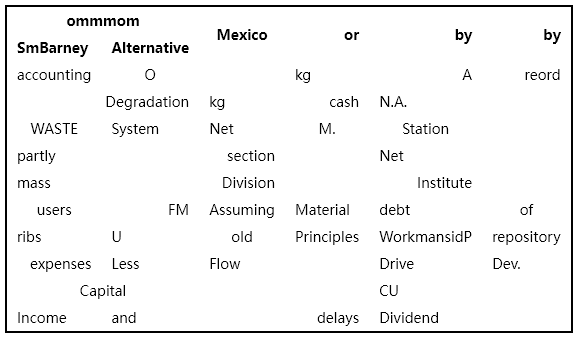 ommmom Mexico or by by
SmBarney Alternative
accounting O kg A reord
Degradation kg cash N.A.
WASTE System Net M. Station
partly section Net
mass Division Institute
users FM Assuming Material debt of
ribs U old Principles WorkmansidP repository
expenses Less Flow Drive Dev.
Capital CU
Income and delays Dividend